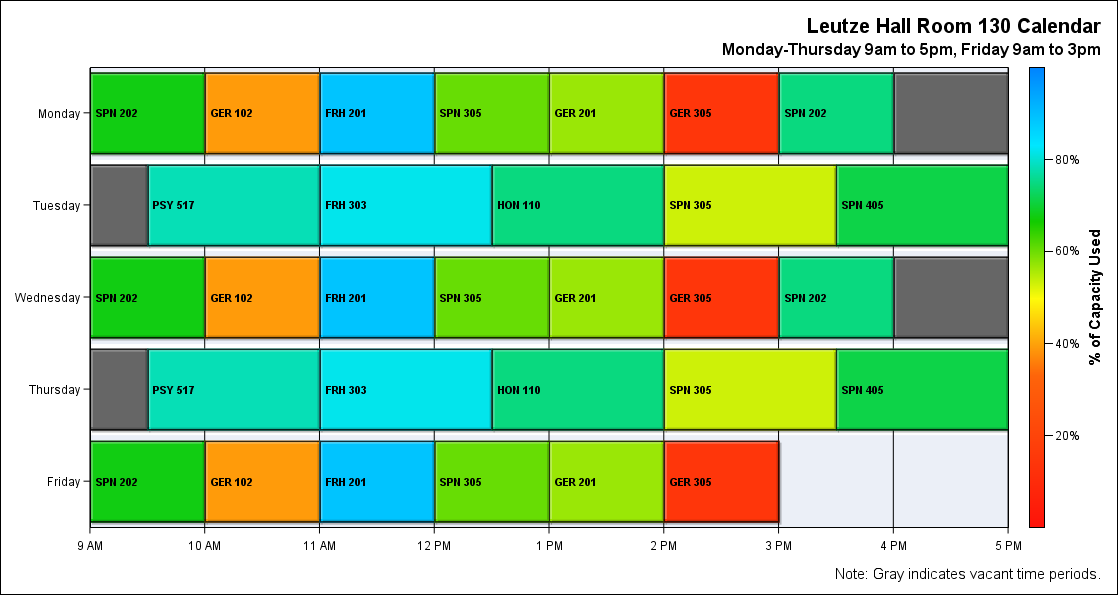 Leutze Hall Room 130 Calendar
Monday-Thursday 9am to 5pm, Friday 9am to 3pm
Monday
SPN 202
GER 102
FRH 201
SPN 305
GER 201
GER 305
SPN 202
Tuesday
PSY 517
FRH 303
HON 110
SPN 305
SPN 405
Wednesday
SPN 202
GER 102
FRH 201
SPN 305
GER 201
GER 305
SPN 202
Thursday
PSY 517
FRH 303
HON 110
SPN 305
SPN 405
Friday
SPN 202
GER 102
FRH 201
SPN 305
GER 201
GER 305
9 AM
10 AM
11 AM
12 PM
1 PM
2 PM
3 PM
4 PM
5 PM
80%
60%
40%
20%
% of Capacity Used
Note: Gray indicates vacant time periods.